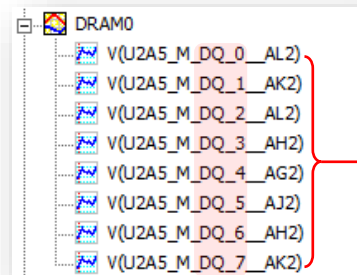 DRAM0
V(U2A5_M_DQ_0__AL2)
V(U2A5_M_DQ_1__AK2)
V(U2A5_M_DQ_2__AL2)
V(U2A5_M_DQ_3__AH2)
V(U2A5_M_DQ_4__AG2)
V(U2A5_M_DQ_5__AJ2)
V(U2A5_M_DQ_6__AH2)
V(U2A5_M_DQ_7__AK2)